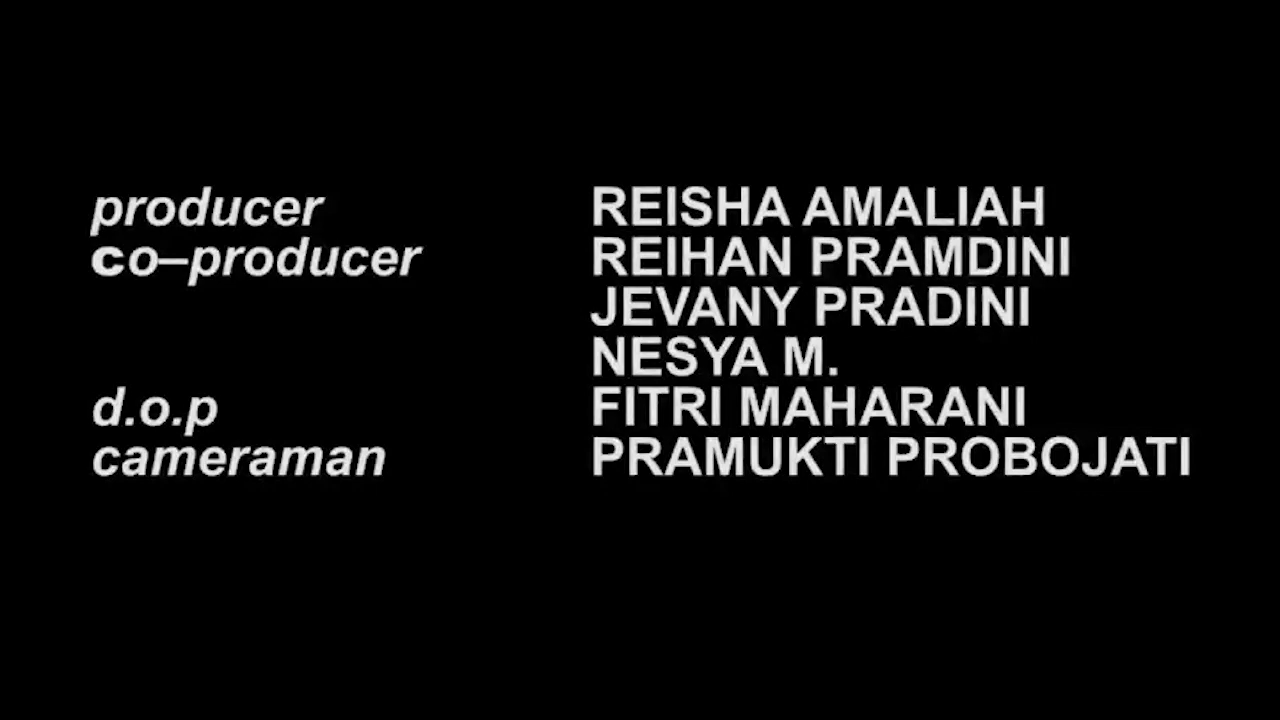 producer REISHA AMALIAH
co–producer REIHAN PRAMDINI
JEVANY PRADINI
NESYA M.
d.o.p FITRI MAHARANI
cameraman PRAMUKTI PROBOJATI